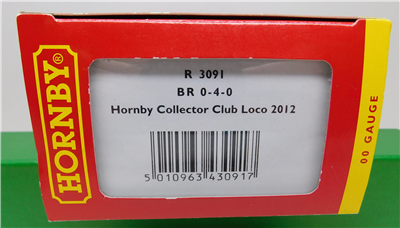 HORNBY®
R 3091
BR 0-4-0
Hornby Collector Club Loco 2012
5 010963 430917
00 GAUGE